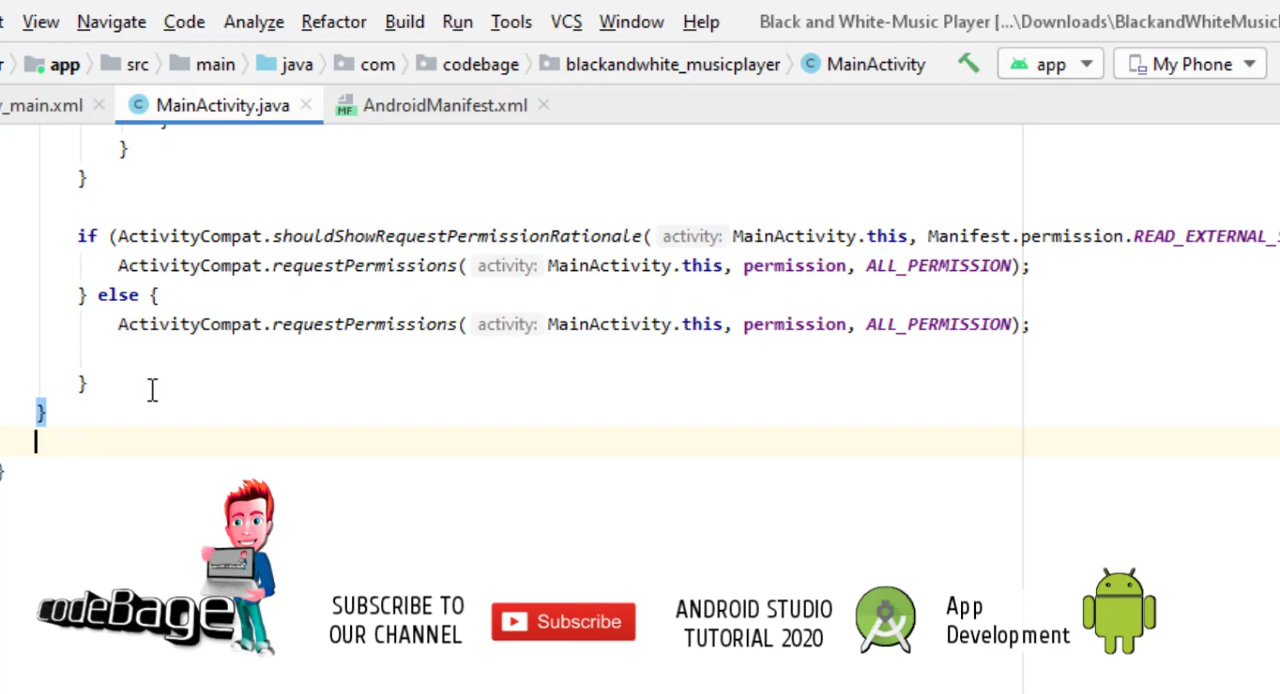 t View Navigate Code Analyze Refactor Build Run Tools VCS Window Help Black and White-Music Player [...\Downloads\BlackandWhiteMusicP
r app src main java com codebage blackandwhite_musicplayer MainActivity app My Phone
y_main.xml MainActivity.java AndroidManifest.xml
}
}
if (ActivityCompat.shouldShowRequestPermissionRationale( activity: MainActivity.this, Manifest.permission.READ_EXTERNAL_S
ActivityCompat.requestPermissions( activity: MainActivity.this, permission, ALL_PERMISSION);
} else {
ActivityCompat.requestPermissions( activity: MainActivity.this, permission, ALL_PERMISSION);
}
}
}
codeBage
SUBSCRIBE TO
OUR CHANNEL
Subscribe
ANDROID STUDIO
TUTORIAL 2020
App
Development